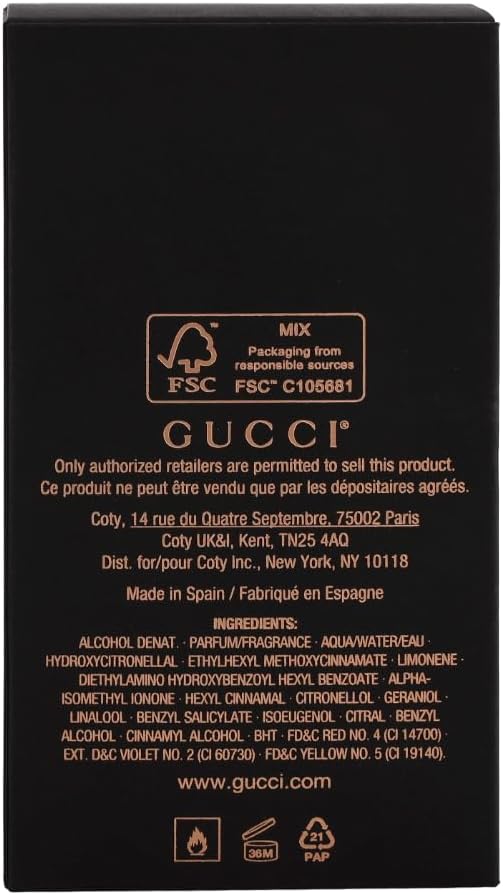 MIX
Packaging from
responsible sources
FSC™ C105681
™
FSC
GUCCI®
Only authorized retailers are permitted to sell this product.
Ce produit ne peut être vendu que par les dépositaires agréés.
Coty, 14 rue du Quatre Septembre, 75002 Paris
Coty UK&I, Kent, TN25 4AQ
Dist. for/pour Coty Inc., New York, NY 10118
Made in Spain / Fabriqué en Espagne
INGREDIENTS:
ALCOHOL DENAT. · PARFUM/FRAGRANCE · AQUA/WATER/EAU ·
HYDROXYCITRONELLAL · ETHYLHEXYL METHOXYCINNAMATE · LIMONENE ·
DIETHYLAMINO HYDROXYBENZOYL HEXYL BENZOATE · ALPHA-
ISOMETHYL IONONE · HEXYL CINNAMAL · CITRONELLOL · GERANIOL ·
LINALOOL · BENZYL SALICYLATE · ISOEUGENOL · CITRAL · BENZYL
ALCOHOL · CINNAMYL ALCOHOL · BHT · FD&C RED NO. 4 (CI 14700) ·
EXT. D&C VIOLET NO. 2 (CI 60730) · FD&C YELLOW NO. 5 (CI 19140).
www.gucci.com
36M
21
PAP